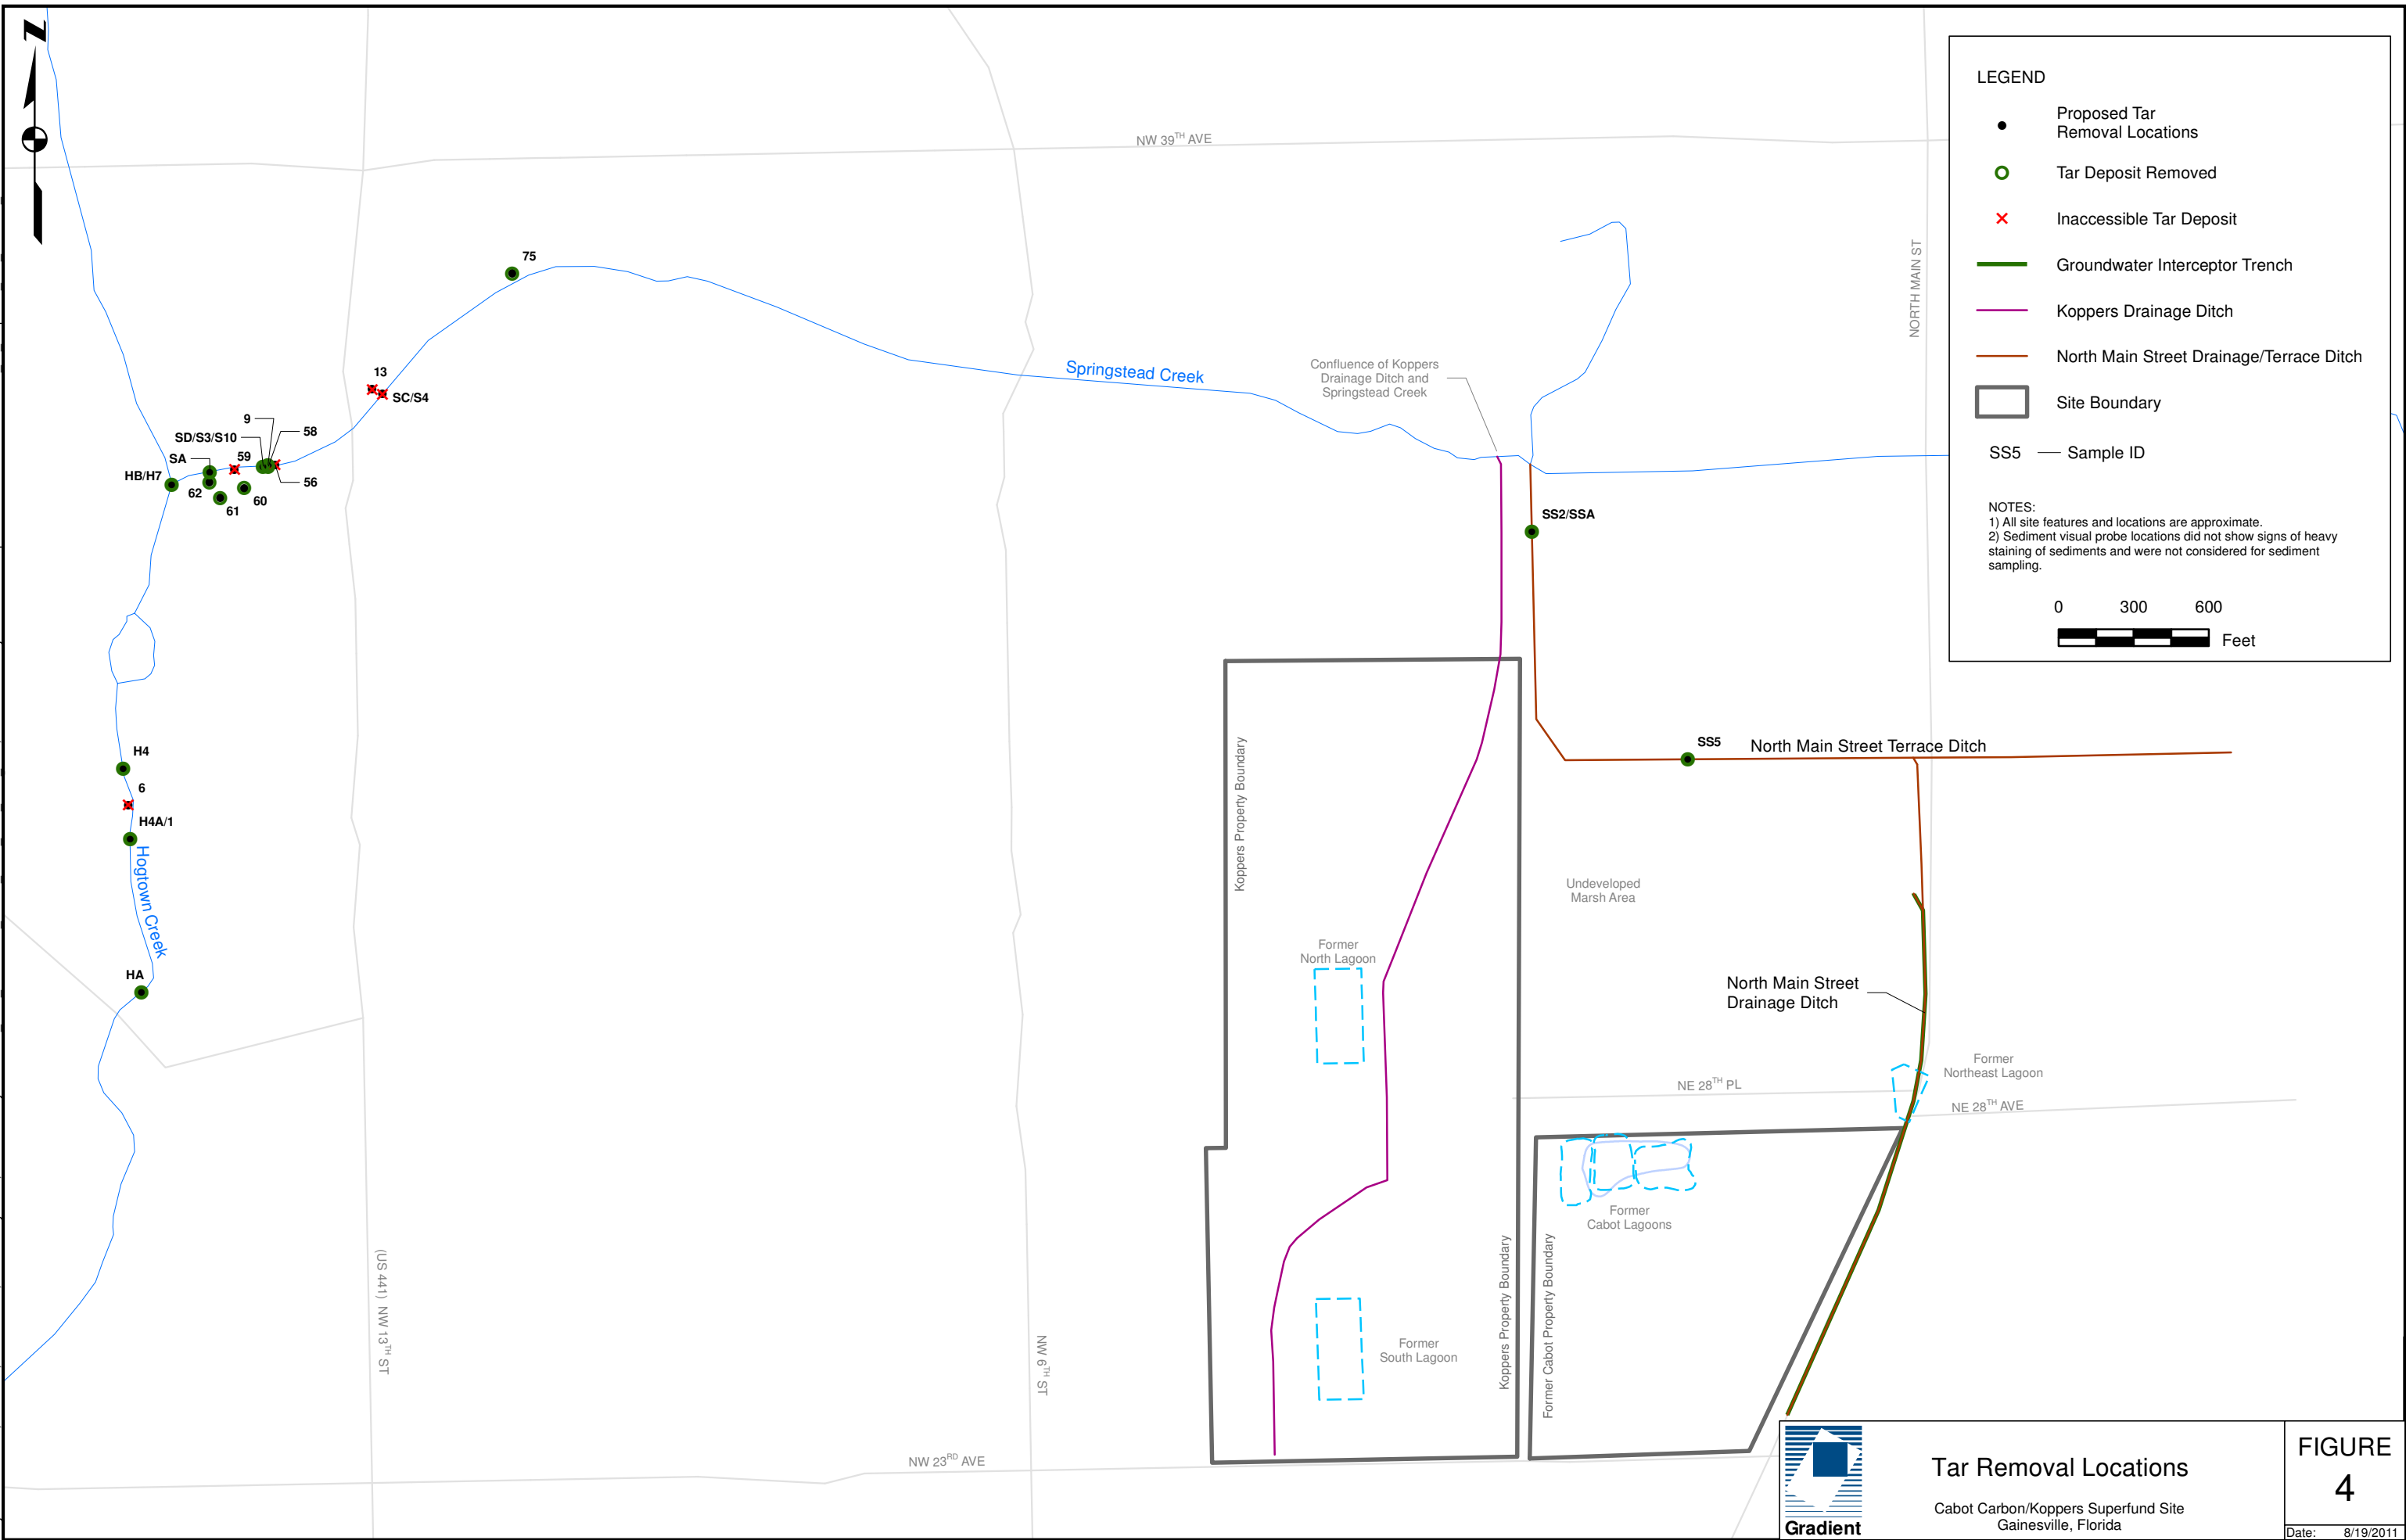 Z
NW 39TH AVE
NORTH MAIN ST
75
13
SC/S4
9
58
SD/S3/S10
59
SA
HB/H7
56
62
60
61
Springstead Creek
Confluence of Koppers
Drainage Ditch and
Springstead Creek
SS2/SSA
SS5
North Main Street Terrace Ditch
H4
6
H4A/1
Hogtown Creek
HA
Koppers Property Boundary
Undeveloped
Marsh Area
Former
North Lagoon
North Main Street
Drainage Ditch
Former
Northeast Lagoon
NE 28TH PL
NE 28TH AVE
Former
Cabot Lagoons
Koppers Property Boundary
Former Cabot Property Boundary
Former
South Lagoon
(US 441) NW 13TH ST
NW 6TH ST
NW 23RD AVE
LEGEND
Proposed Tar
Removal Locations
Tar Deposit Removed
Inaccessible Tar Deposit
Groundwater Interceptor Trench
Koppers Drainage Ditch
North Main Street Drainage/Terrace Ditch
Site Boundary
SS5 Sample ID
NOTES:
1) All site features and locations are approximate.
2) Sediment visual probe locations did not show signs of heavy
staining of sediments and were not considered for sediment
sampling.
0 300 600
Feet
Gradient
Tar Removal Locations
Cabot Carbon/Koppers Superfund Site
Gainesville, Florida
FIGURE
4
Date: 8/19/2011